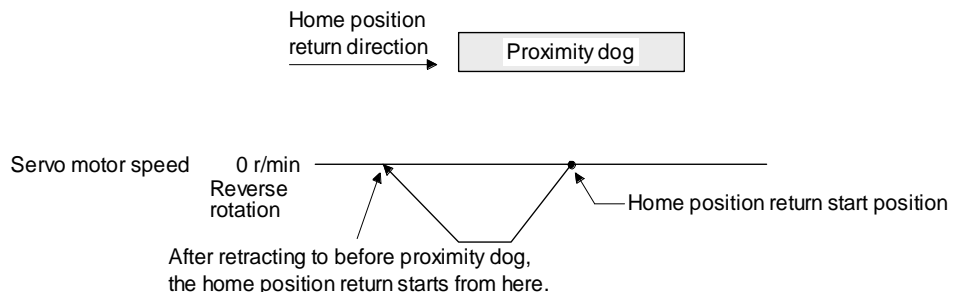 Home position
return direction
Proximity dog
Servo motor speed
0 r/min
Reverse
rotation
Home position return start position
After retracting to before proximity dog,
the home position return starts from here.